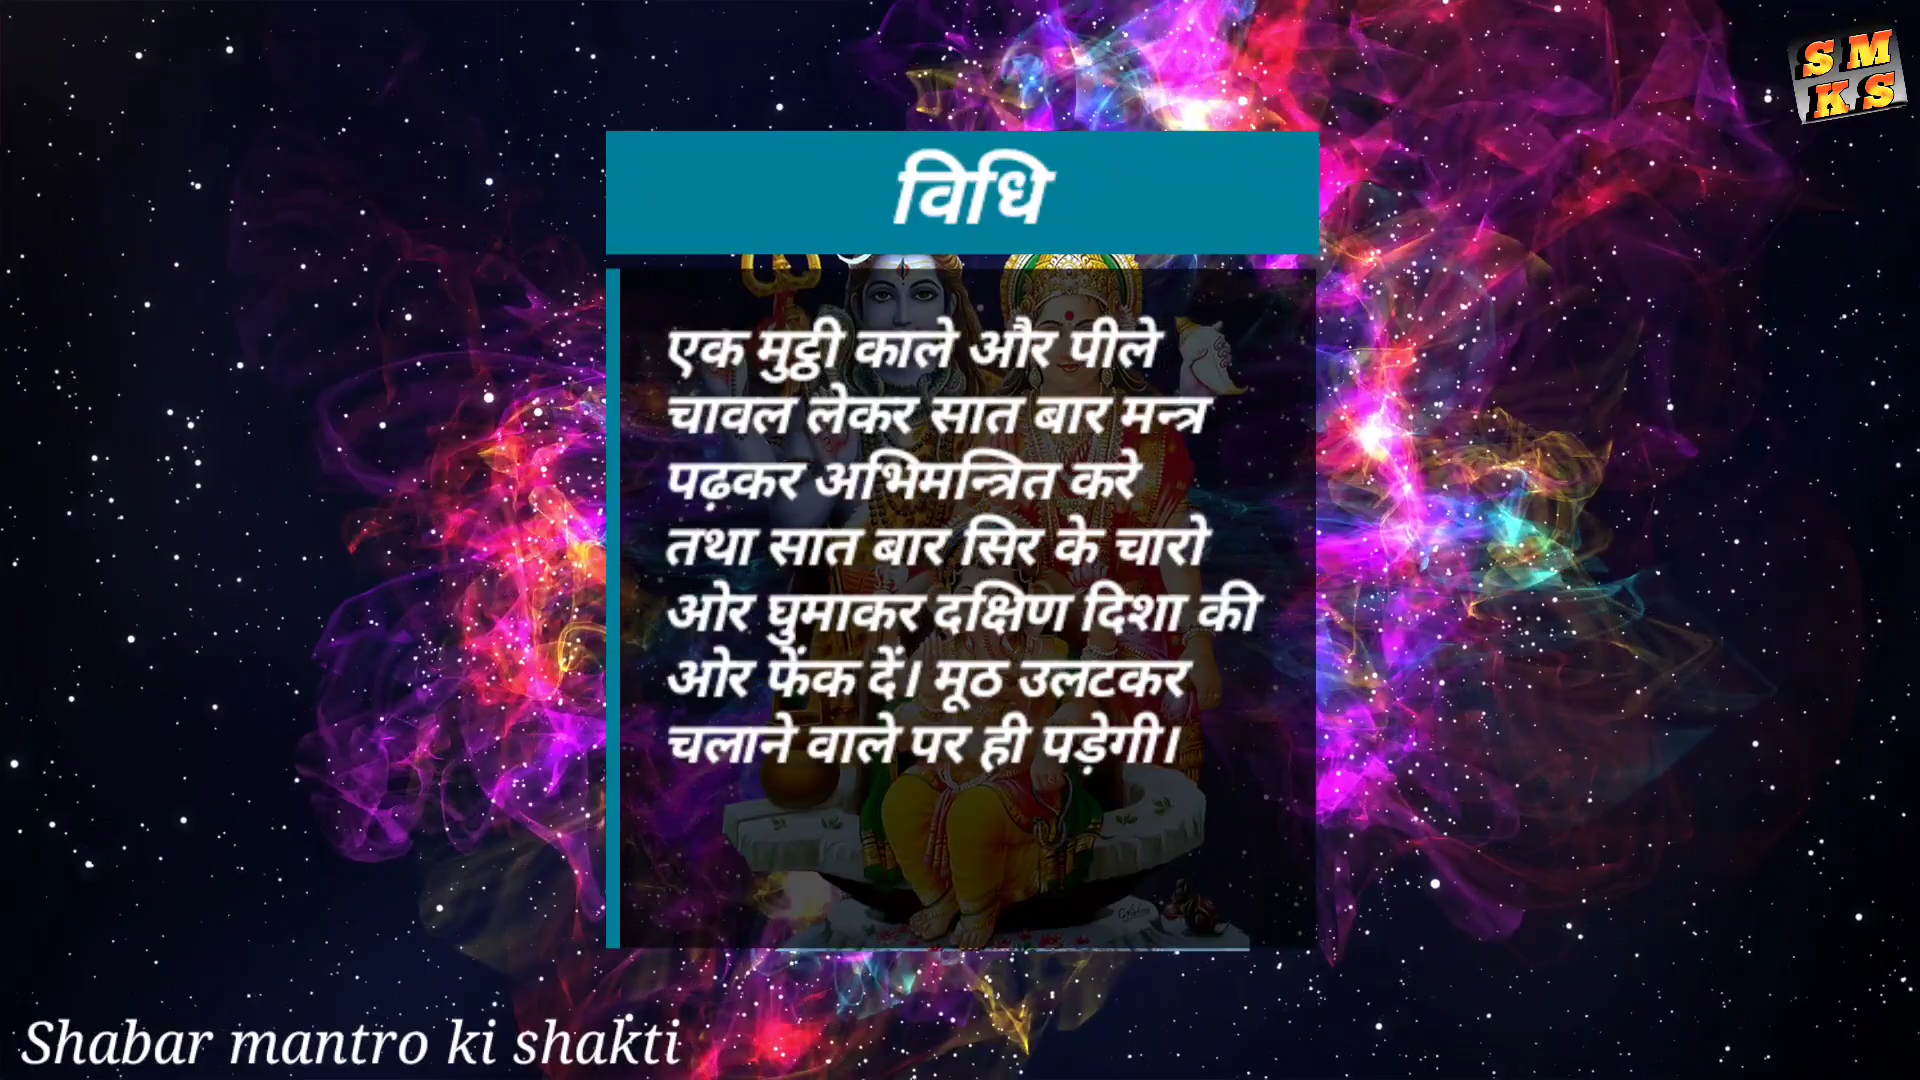 S M
K S
विधि
एक मुट्ठी काले और पीले
चावल लेकर सात बार मन्त्र
पढ़कर अभिमन्त्रित करे
तथा सात बार सिर के चारो
ओर घुमाकर दक्षिण दिशा की
ओर फेंक दें। मूठ उलटकर
चलाने वाले पर ही पड़ेगी।
Shabar mantro ki shakti